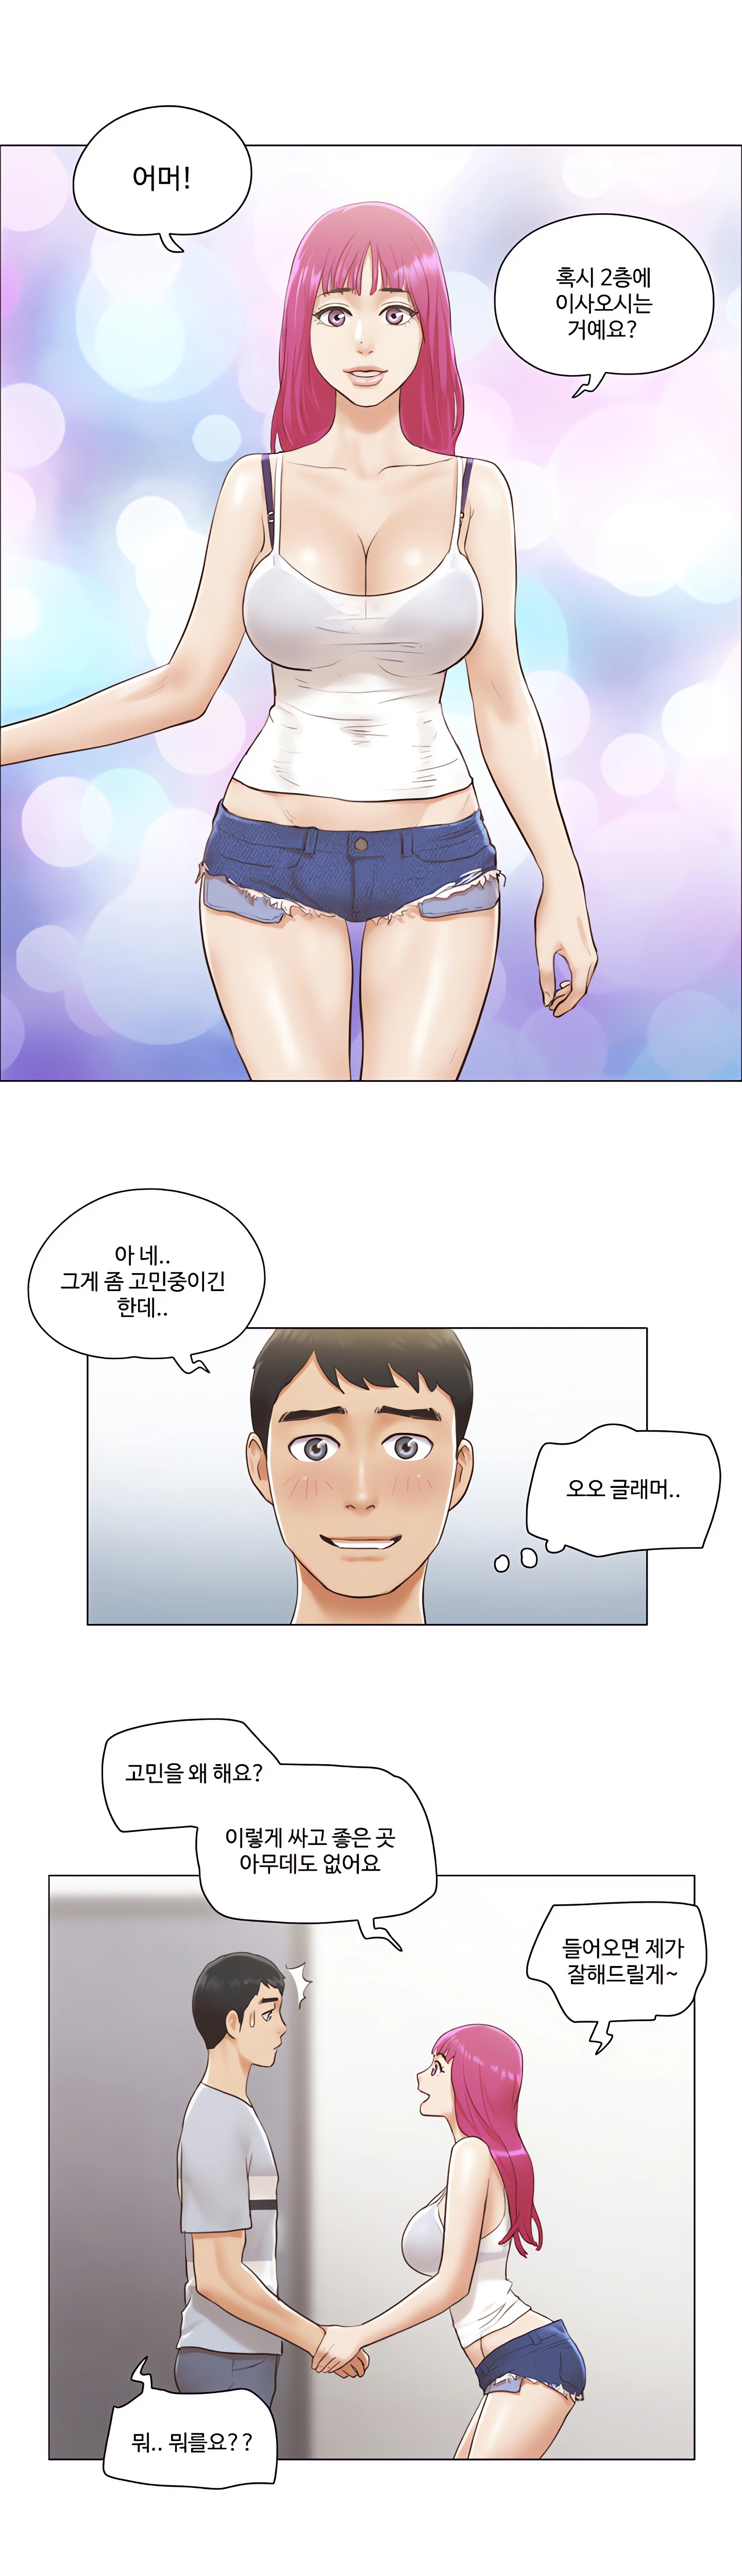 어머!
혹시 2층에
이사오시는
거예요?
아 네..
그게 좀 고민중이긴
한데..
오오 글래머..
고민을 왜 해요?
이렇게 싸고 좋은 곳
아무데도 없어요
들어오면 제가
잘해드릴게~
뭐.. 뭐를요??